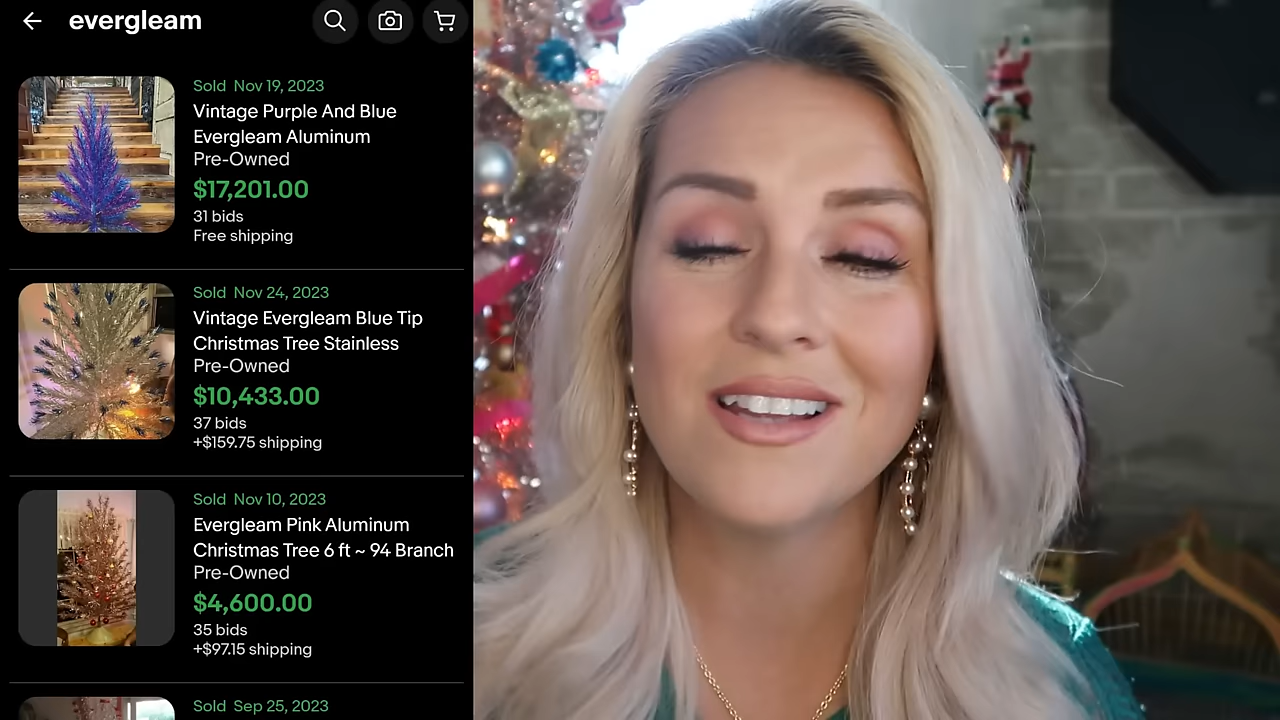 evergleam
Sold Nov 19, 2023
Vintage Purple And Blue
Evergleam Aluminum
Pre-Owned
$17,201.00
31 bids
Free shipping
Sold Nov 24, 2023
Vintage Evergleam Blue Tip
Christmas Tree Stainless
Pre-Owned
$10,433.00
37 bids
+$159.75 shipping
Sold Nov 10, 2023
Evergleam Pink Aluminum
Christmas Tree 6 ft ~ 94 Branch
Pre-Owned
$4,600.00
35 bids
+$97.15 shipping
Sold Sep 25, 2023